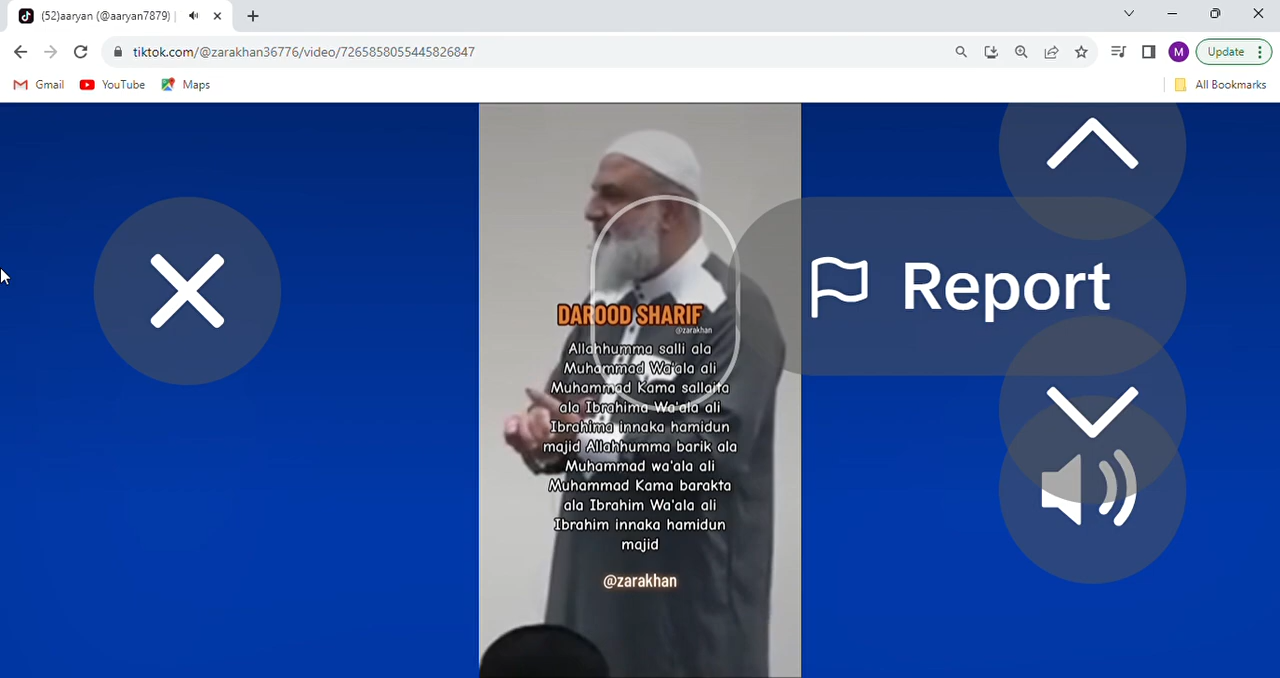 (52)aaryan (@aaryan7879) |
tiktok.com/@zarakhan36776/video/7265858055445826847
M
Update
Gmail
YouTube
Maps
All Bookmarks
Report
DAROOD SHARIF
@zarakhan
Allahhumma salli ala
Muhammad Wa'ala ali
Muhammad Kama sallaita
ala Ibrahima Wa'ala ali
Ibrahima innaka hamidun
majid Allahhumma barik ala
Muhammad wa'ala ali
Muhammad Kama barakta
ala Ibrahim Wa'ala ali
Ibrahim innaka hamidun
majid
@zarakhan